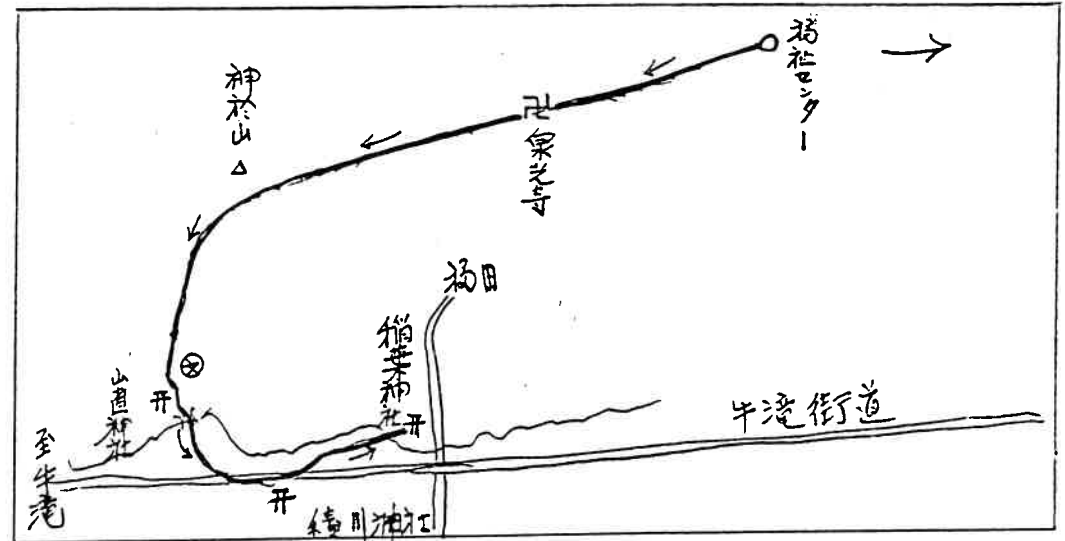 福祉センター
神於山
泉光寺
福田
稲葉神社
山直神社
牛滝街道
至牛滝
積川神社